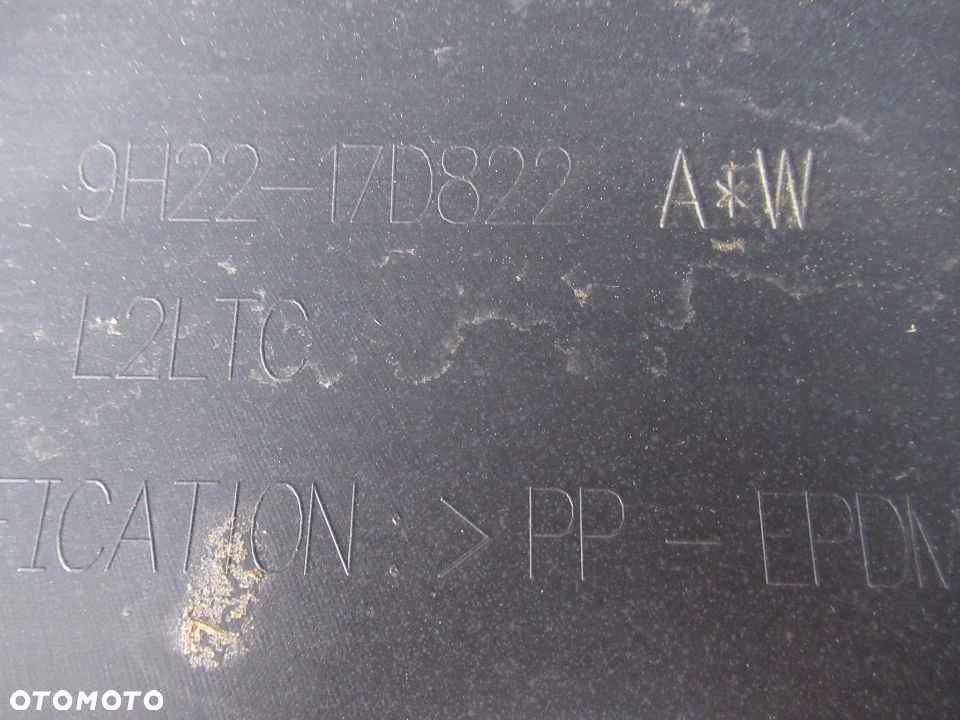 9H22-17D822 A*W
L2LTC
FICATION : >PP - EPDM
OTOMOTO